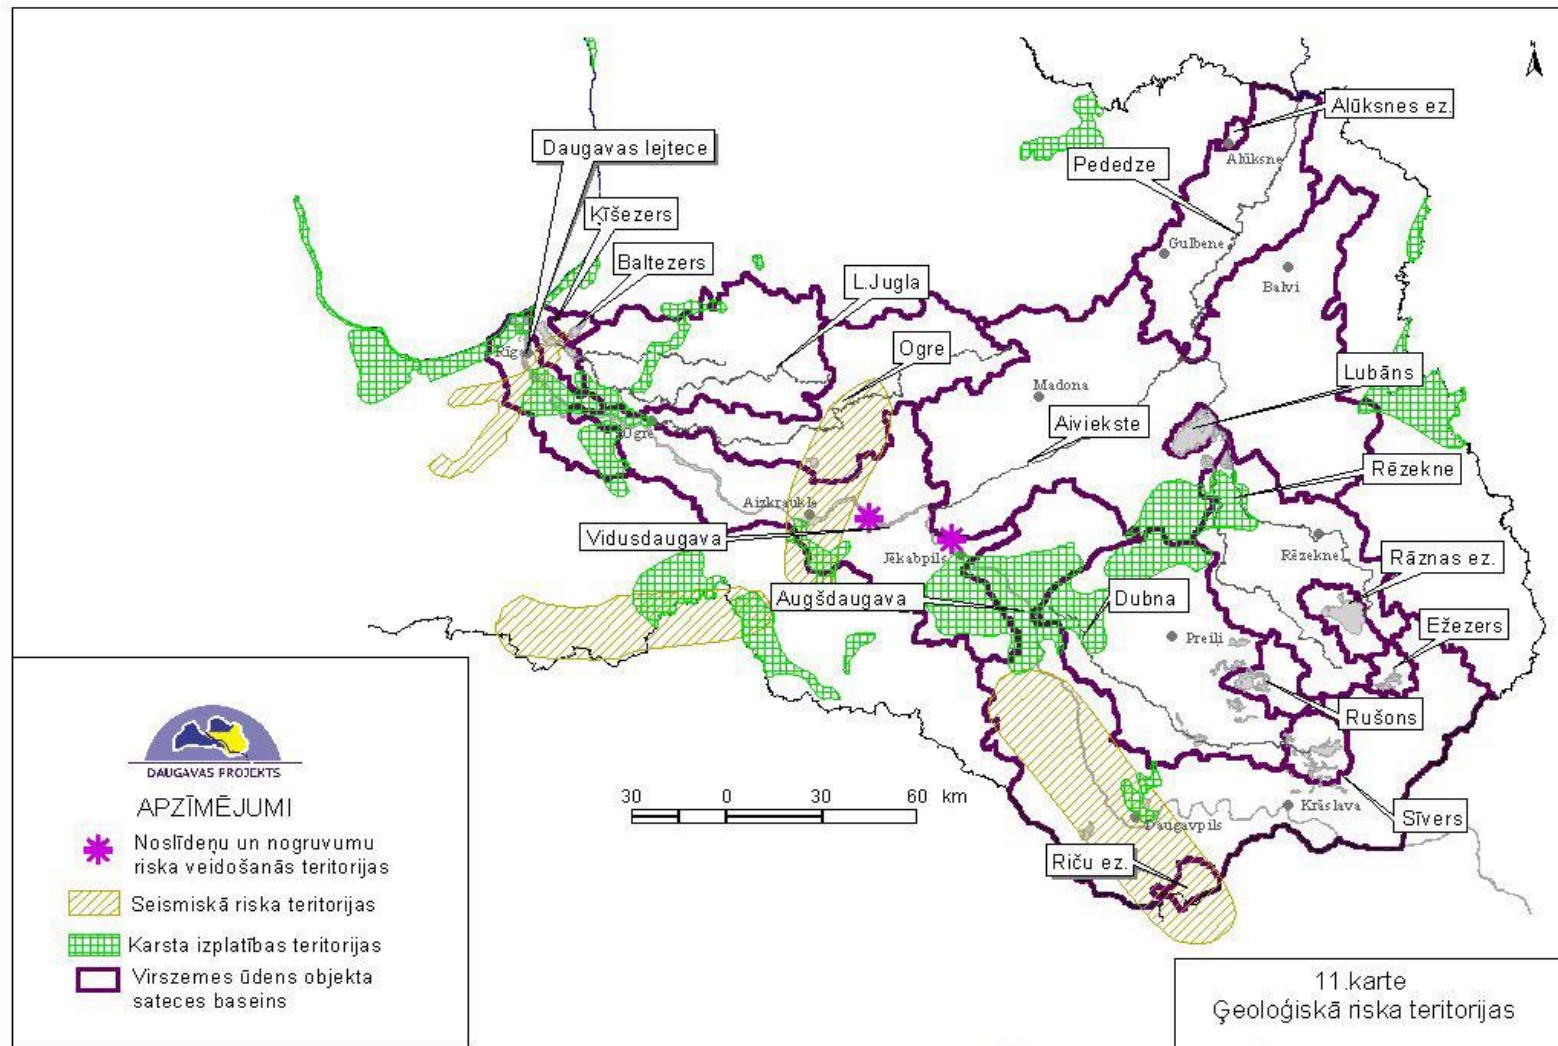 N
Alūksnes ez.
Daugavas lejtece
Alūksne
Pededze
Ķīšezers
Gulbene
Baltezers
L.Jugla
Balvi
Rīga
Ogre
Lubāns
Madona
Aiviekste
Ogre
Rēzekne
Aizkraukle
Vidusdaugava
Rēzekne
Jēkabpils
Rāznas ez.
Augšdaugava
Dubna
Ežezers
Preiļi
Rušons
DAUGAVAS PROJEKTS
APZĪMĒJUMI
30 0 30 60 km
Krāslava
Daugavpils
Sīvers
Riču ez.
Noslīdeņu un nogruvumu
riska veidošanās teritorijas
Seismiskā riska teritorijas
Karsta izplatības teritorijas
Virszemes ūdens objekta
sateces baseins
11.karte
Ģeoloģiskā riska teritorijas